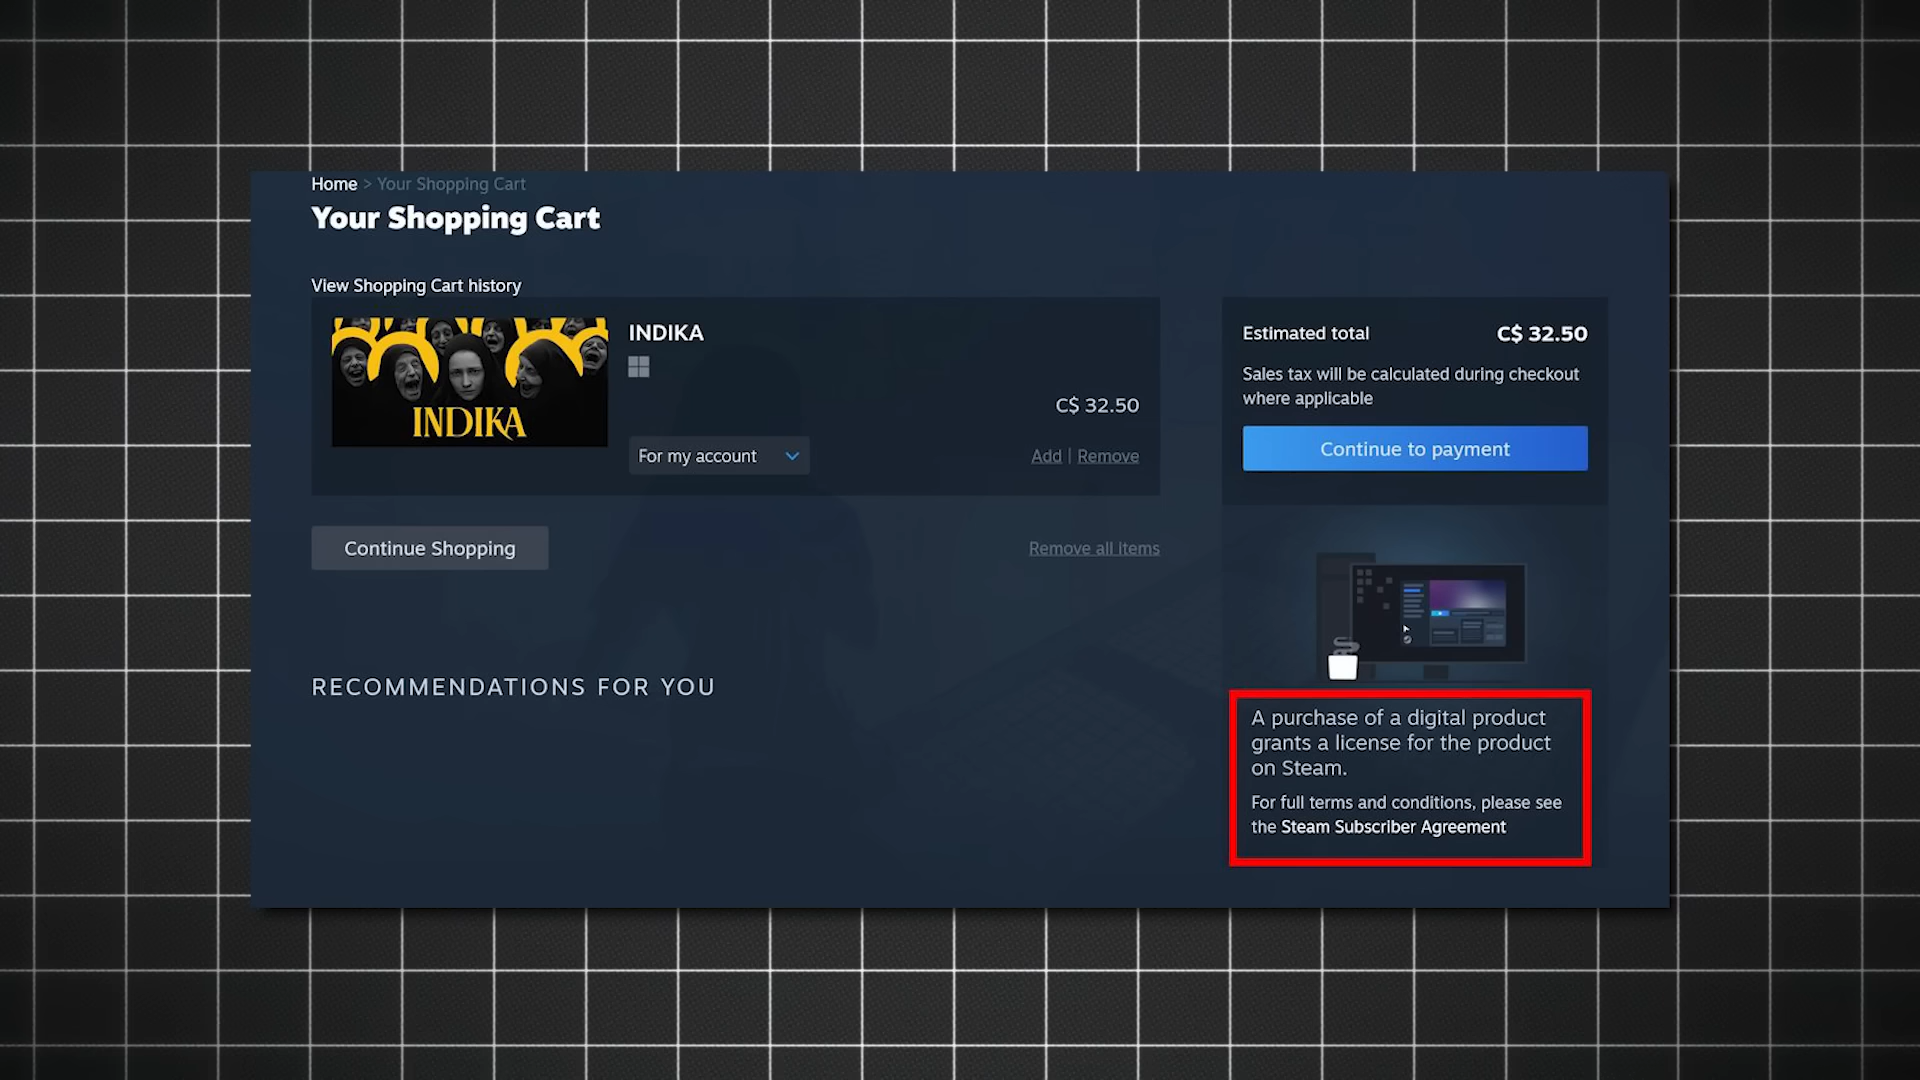 Home > Your Shopping Cart
Your Shopping Cart
View Shopping Cart history
INDIKA
INDIKA
C$ 32.50
For my account
Add | Remove
Continue Shopping
Remove all items
RECOMMENDATIONS FOR YOU
Estimated total C$ 32.50
Sales tax will be calculated during checkout
where applicable
Continue to payment
A purchase of a digital product
grants a license for the product
on Steam.
For full terms and conditions, please see
the Steam Subscriber Agreement